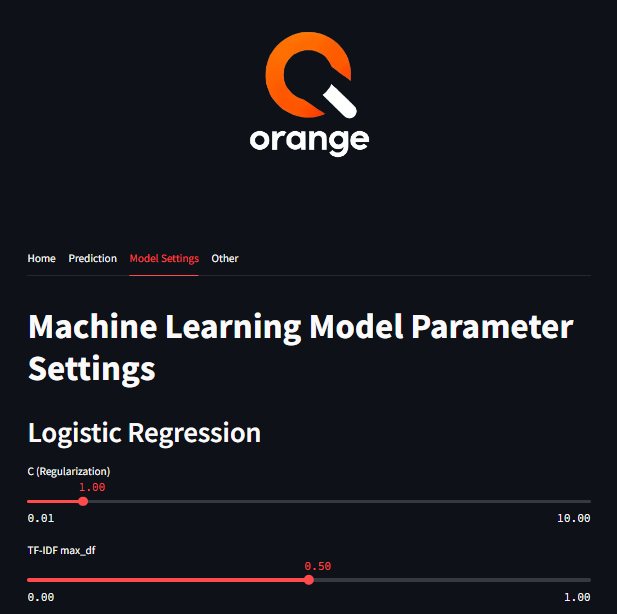 orange
Home Prediction Model Settings Other
Machine Learning Model Parameter
Settings
Logistic Regression
C (Regularization)
1.00
0.01 10.00
TF-IDF max_df
0.50
0.00 1.00